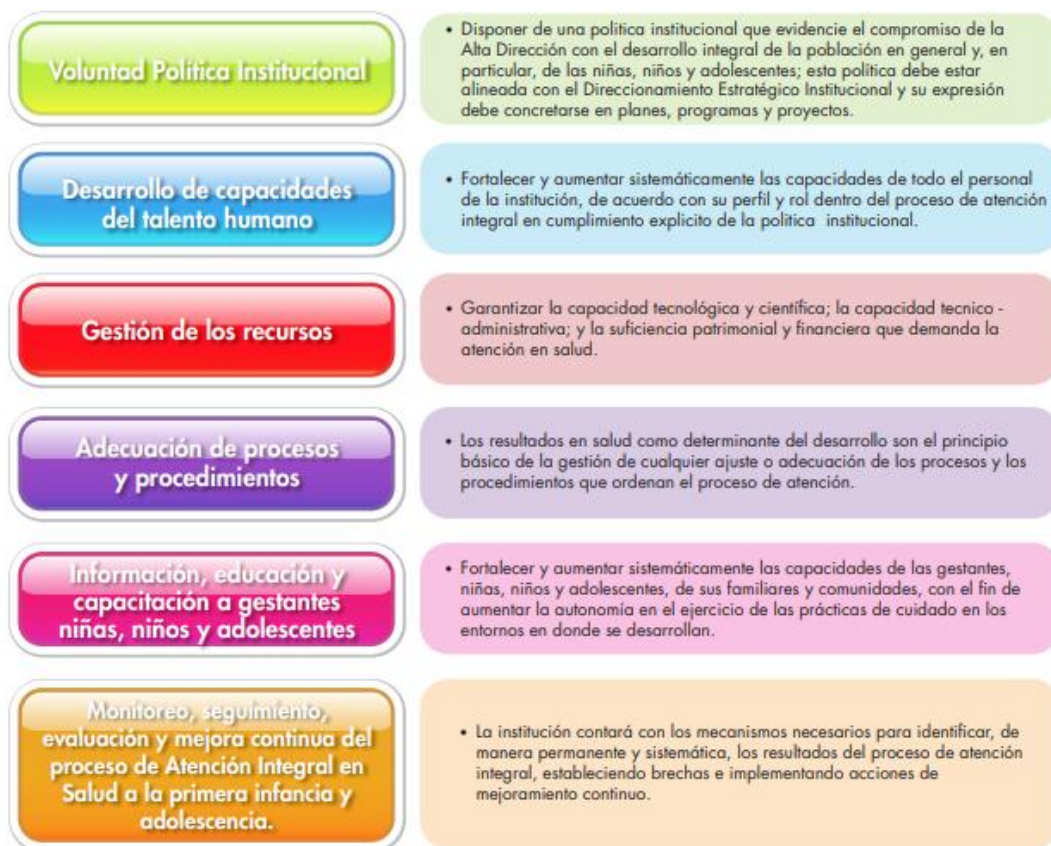 Voluntad Política Institucional
• Disponer de una politica institucional que evidencie el compromiso de la
Alta Dirección con el desarrollo integral de la población en general y, en
particular, de las niñas, niños y adolescentes; esta política debe estar
alineada con el Direccionamiento Estratégico Institucional y su expresión
debe concretarse en planes, programas y proyectos.
Desarrollo de capacidades
del talento humano
• Fortalecer y aumentar sistemáticamente las capacidades de todo el personal
de la institución, de acuerdo con su perfil y rol dentro del proceso de atención
integral en cumplimiento explicito de la política institucional.
Gestión de los recursos
• Garantizar la capacidad tecnológica y científica; la capacidad tecnico -
administrativa; y la suficiencia patrimonial y financiera que demanda la
atención en salud.
Adecuación de procesos
y procedimientos
• Los resultados en salud como determinante del desarrollo son el principio
básico de la gestión de cualquier ajuste o adecuación de los procesos y los
procedimientos que ordenan el proceso de atención.
Información, educación y
capacitación a gestantes
niñas, niños y adolescentes
• Fortalecer y aumentar sistemáticamente las capacidades de las gestantes,
niñas, niños y adolescentes, de sus familiares y comunidades, con el fin de
aumentar la autonomía en el ejercicio de las prácticas de cuidado en los
entornos en donde se desarrollan.
Monitoreo, seguimiento,
evaluación y mejora continua del
proceso de Atención Integral en
Salud a la primera infancia y
adolescencia.
• La institución contará con los mecanismos necesarios para identificar, de
manera permanente y sistemática, los resultados del proceso de atención
integral, estableciendo brechas e implementando acciones de
mejoramiento continuo.